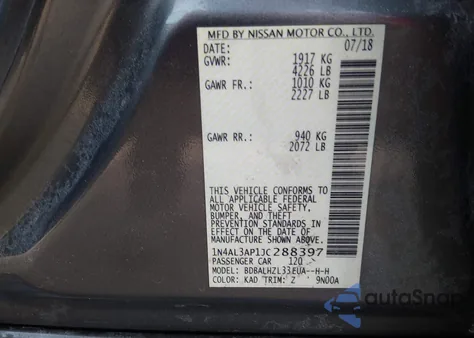 MFD BY NISSAN MOTOR CO., LTD.
DATE: 07/18
GVWR: 1917 KG
4226 LB
GAWR FR.: 1010 KG
2227 LB
GAWR RR.: 940 KG
2072 LB
THIS VEHICLE CONFORMS TO
ALL APPLICABLE FEDERAL
MOTOR VEHICLE SAFETY,
BUMPER, AND THEFT
PREVENTION STANDARDS IN
EFFECT ON THE DATE OF
MANUFACTURE SHOWN ABOVE.
1N4AL3AP1JC288397
PASSENGER CAR 120
MODEL: BDBALHZL33EUA--H-H
COLOR: KAD TRIM: Z 9N00A
autoSnap